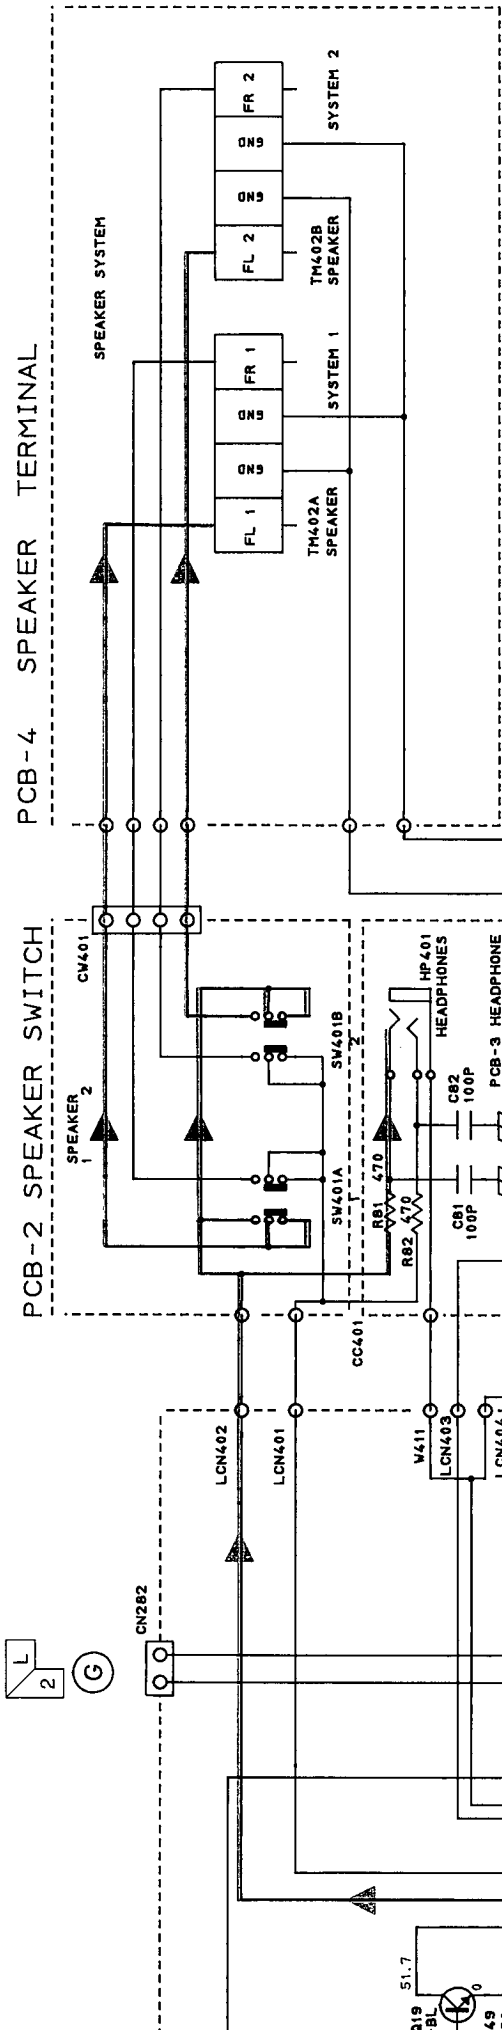 PCB-4 SPEAKER TERMINAL
SPEAKER SYSTEM
FR 2
GND
GND
FL 2
SYSTEM 2
TM402B
SPEAKER
FR 1
GND
GND
FL 1
SYSTEM 1
TM402A
SPEAKER
PCB-2 SPEAKER SWITCH
CW401
SPEAKER
1 2
SW401B
2
SW401A
1
HP401
HEADPHONES
PCB-3 HEADPHONE
R81 470
R82 470
C82
100P
C81
100P
CC401
LCN402
LCN401
W411
LCN403
LCN404
CN282
L
2
G
51.7
0